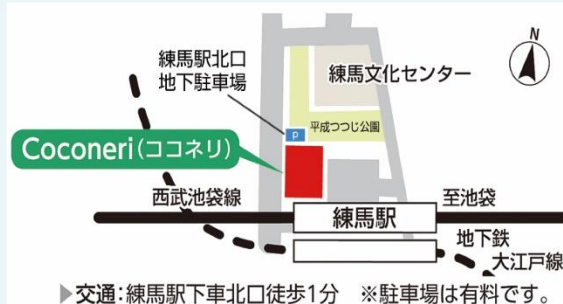 N
練馬駅北口
地下駐車場
練馬文化センター
P
平成つつじ公園
Coconeri(ココネリ)
西武池袋線
至池袋
練馬駅
地下鉄
大江戸線
▶交通:練馬駅下車北口徒歩1分 ※駐車場は有料です。